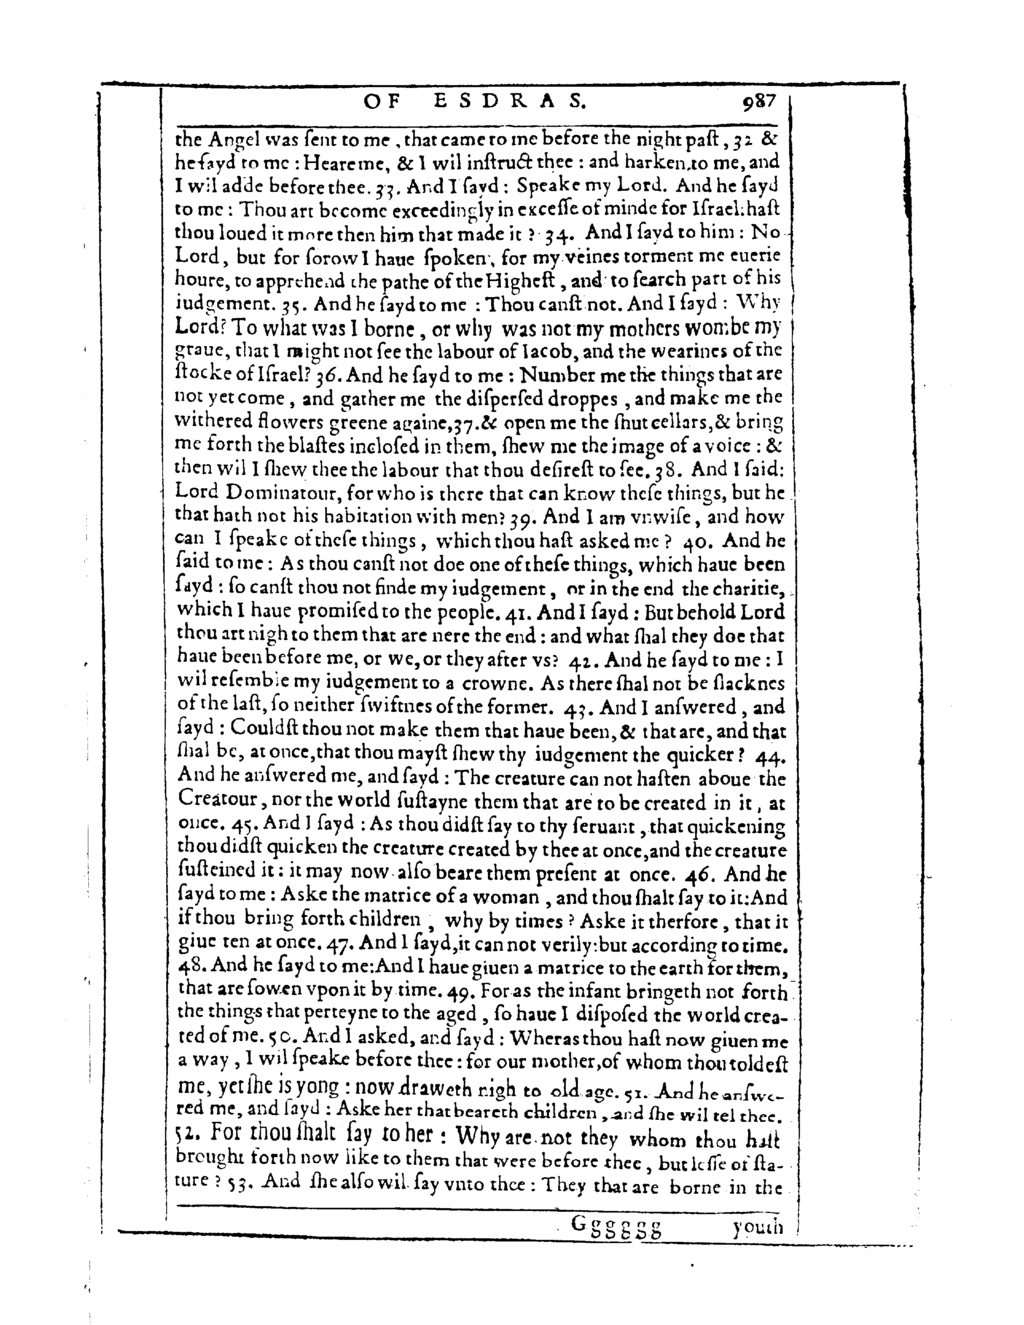 OF ESDRAS. 987
the Angel was ſent to me, that came to me before the night paſt, 32 &
he ſayd to me : Heare me, & I wil inſtruct thee : and harken to me, and
I wil adde before thee. 33. And I ſayd : Speake my Lord. And he ſayd
to me : Thou art become exceedingly in exceſſe of minde for Iſrael: haſt
thou loued it more then him that made it ? 34. And I ſayd to him : No
Lord, but for ſorow I haue ſpoken, for my veines torment me euerie
houre, to apprehend the pathe of the Higheſt, and to ſearch part of his
iudgement. 35. And he ſayd to me : Thou canſt not. And I ſayd : Why
Lord? To what was I borne, or why was not my mothers wombe my
graue, that I might not ſee the labour of Iacob, and the wearines of the
ſtocke of Iſrael? 36. And he ſayd to me : Number me the things that are
not yet come, and gather me the diſperſed droppes, and make me the
withered flowers greene againe, 37. & open me the ſhut cellars, & bring
me forth the blaſtes incloſed in them, ſhew me the image of a voice : &
then wil I ſhew thee the labour that thou deſireſt to ſee. 38. And I ſaid:
Lord Dominatour, for who is there that can know theſe things, but he
that hath not his habitation with men? 39. And I am vnwiſe, and how
can I ſpeake of theſe things, which thou haſt asked me ? 40. And he
ſaid to me : As thou canſt not doe one of theſe things, which haue been
ſayd : ſo canſt thou not finde my iudgement, or in the end the charitie,
which I haue promiſed to the people. 41. And I ſayd : But behold Lord
thou art nigh to them that are nere the end : and what ſhal they doe that
haue been before me, or we, or they after vs? 42. And he ſayd to me : I
wil reſemble my iudgement to a crowne. As there ſhal not be ſlacknes
of the laſt, ſo neither ſwiftnes of the former. 43. And I anſwered, and
ſayd : Couldſt thou not make them that haue been, & that are, and that
ſhal be, at once, that thou mayſt ſhew thy iudgement the quicker ? 44.
And he anſwered me, and ſayd : The creature can not haſten aboue the
Creatour, nor the world ſuſtayne them that are to be created in it, at
once. 45. And I ſayd : As thou didſt ſay to thy ſeruant, that quickening
thou didſt quicken the creature created by thee at once, and the creature
ſuſteined it : it may now alſo beare them preſent at once. 46. And he
ſayd to me : Aske the matrice of a woman, and thou ſhalt ſay to it: And
if thou bring forth children, why by times ? Aske it therfore, that it
giue ten at once. 47. And I ſayd, it can not verily: but according to time.
48. And he ſayd to me: And I haue giuen a matrice to the earth for them,
that are ſowen vpon it by time. 49. For as the infant bringeth not forth
the things that perteyne to the aged, ſo haue I diſpoſed the world crea-
ted of me. 50. And I asked, and ſayd : Wheras thou haſt now giuen me
a way, I wil ſpeake before thee : for our mother, of whom thou toldeſt
me, yet ſhe is yong : now draweth nigh to old age. 51. And he anſwe-
red me, and ſayd : Aske her that beareth children, and ſhe wil tel thee.
52. For thou ſhalt ſay to her : Why are not they whom thou haſt
brought forth now like to them that were before thee, but leſſe of ſta-
ture ? 53. And ſhe alſo wil ſay vnto thee : They that are borne in the
Gggggg youth